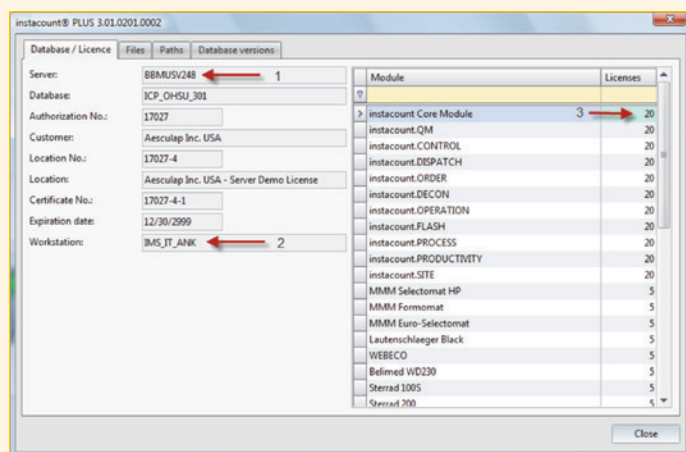 instacount® PLUS 3.01.0201.0002
Database / Licence Files Paths Database versions
Server: BBMUSV248 1
Database: ICP_OHSU_301
Authorization No.: 17027
Customer: Aesculap Inc. USA
Location No.: 17027-4
Location: Aesculap Inc. USA - Server Demo License
Certificate No.: 17027-4-1
Expiration date: 12/30/2999
Workstation: IMS_IT_ANK 2
Module Licenses
instacount Core Module 3 20
instacount.QM 20
instacount.CONTROL 20
instacount.DISPATCH 20
instacount.ORDER 20
instacount.DECON 20
instacount.OPERATION 20
instacount.FLASH 20
instacount.PROCESS 20
instacount.PRODUCTIVITY 20
instacount.SITE 20
MMM Selectomat HP 5
MMM Formomat 5
MMM Euro-Selectomat 5
Lautenschlaeger Black 5
WEBECO 5
Belimed WD230 5
Sterrad 100S 5
Sterrad 200 5
Close